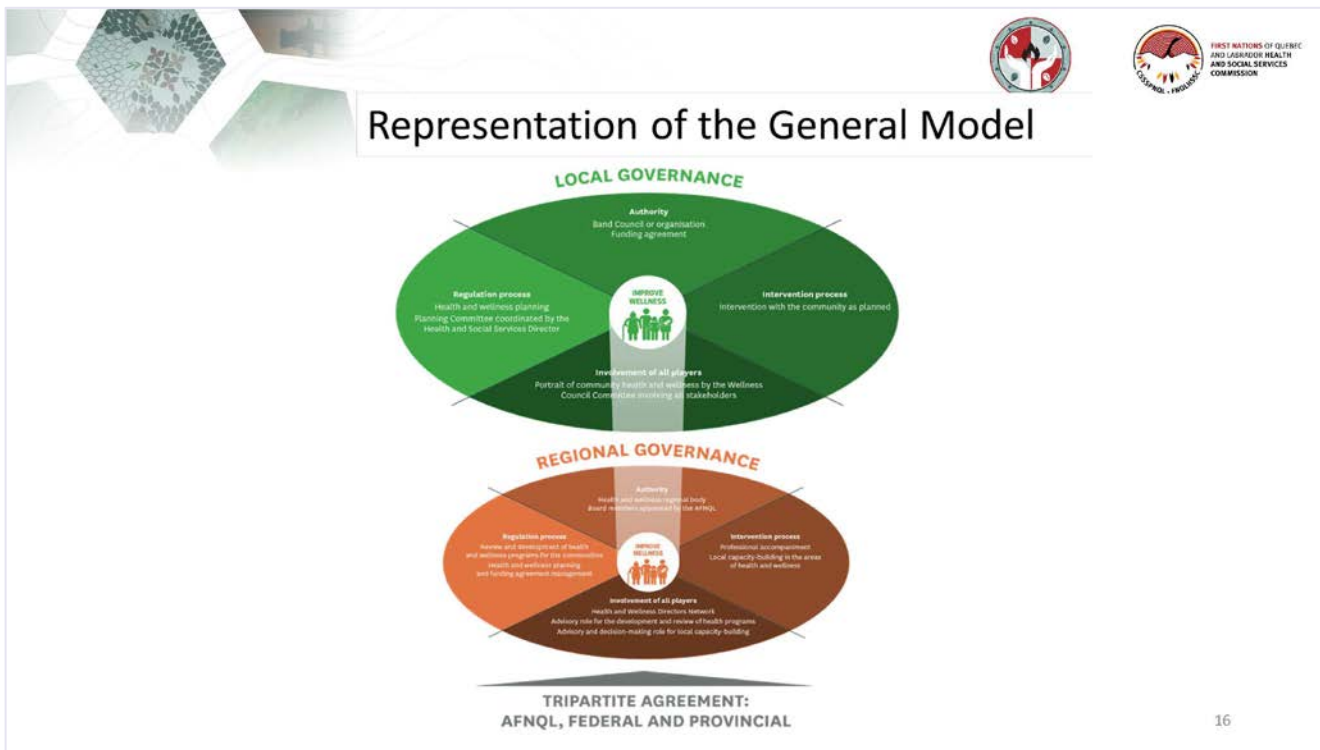 FIRST NATIONS OF QUEBEC
AND LABRADOR HEALTH
AND SOCIAL SERVICES
COMMISSION
CSSSPNQL • FNQLHSSC
Representation of the General Model
LOCAL GOVERNANCE
Authority
Band Council or organisation
Funding agreement
Regulation process
Health and wellness planning
Planning Committee coordinated by the
Health and Social Services Director
IMPROVE
WELLNESS
Intervention process
Intervention with the community as planned
Involvement of all players
Portrait of community health and wellness by the Wellness
Council Committee involving all stakeholders
REGIONAL GOVERNANCE
Authority
Health and wellness regional body
Board members appointed by the AFNQL
Regulation process
Review and development of health
and wellness programs for the communities
Health and wellness planning
and funding agreement management
IMPROVE
WELLNESS
Intervention process
Professional accompaniment
Local capacity-building in the areas
of health and wellness
Involvement of all players
Health and Wellness Directors Network
Advisory role for the development and review of health programs
Advisory and decision-making role for local capacity-building
TRIPARTITE AGREEMENT:
AFNQL, FEDERAL AND PROVINCIAL
16